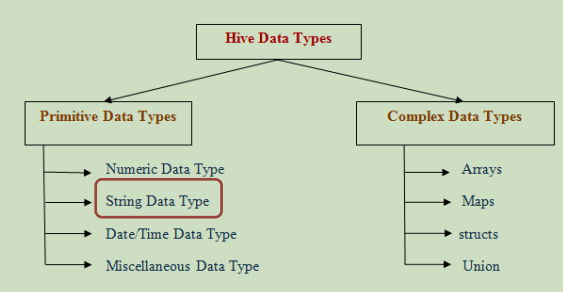 Hive Data Types
Primitive Data Types
Complex Data Types
Numeric Data Type
String Data Type
Date/Time Data Type
Miscellaneous Data Type
Arrays
Maps
structs
Union